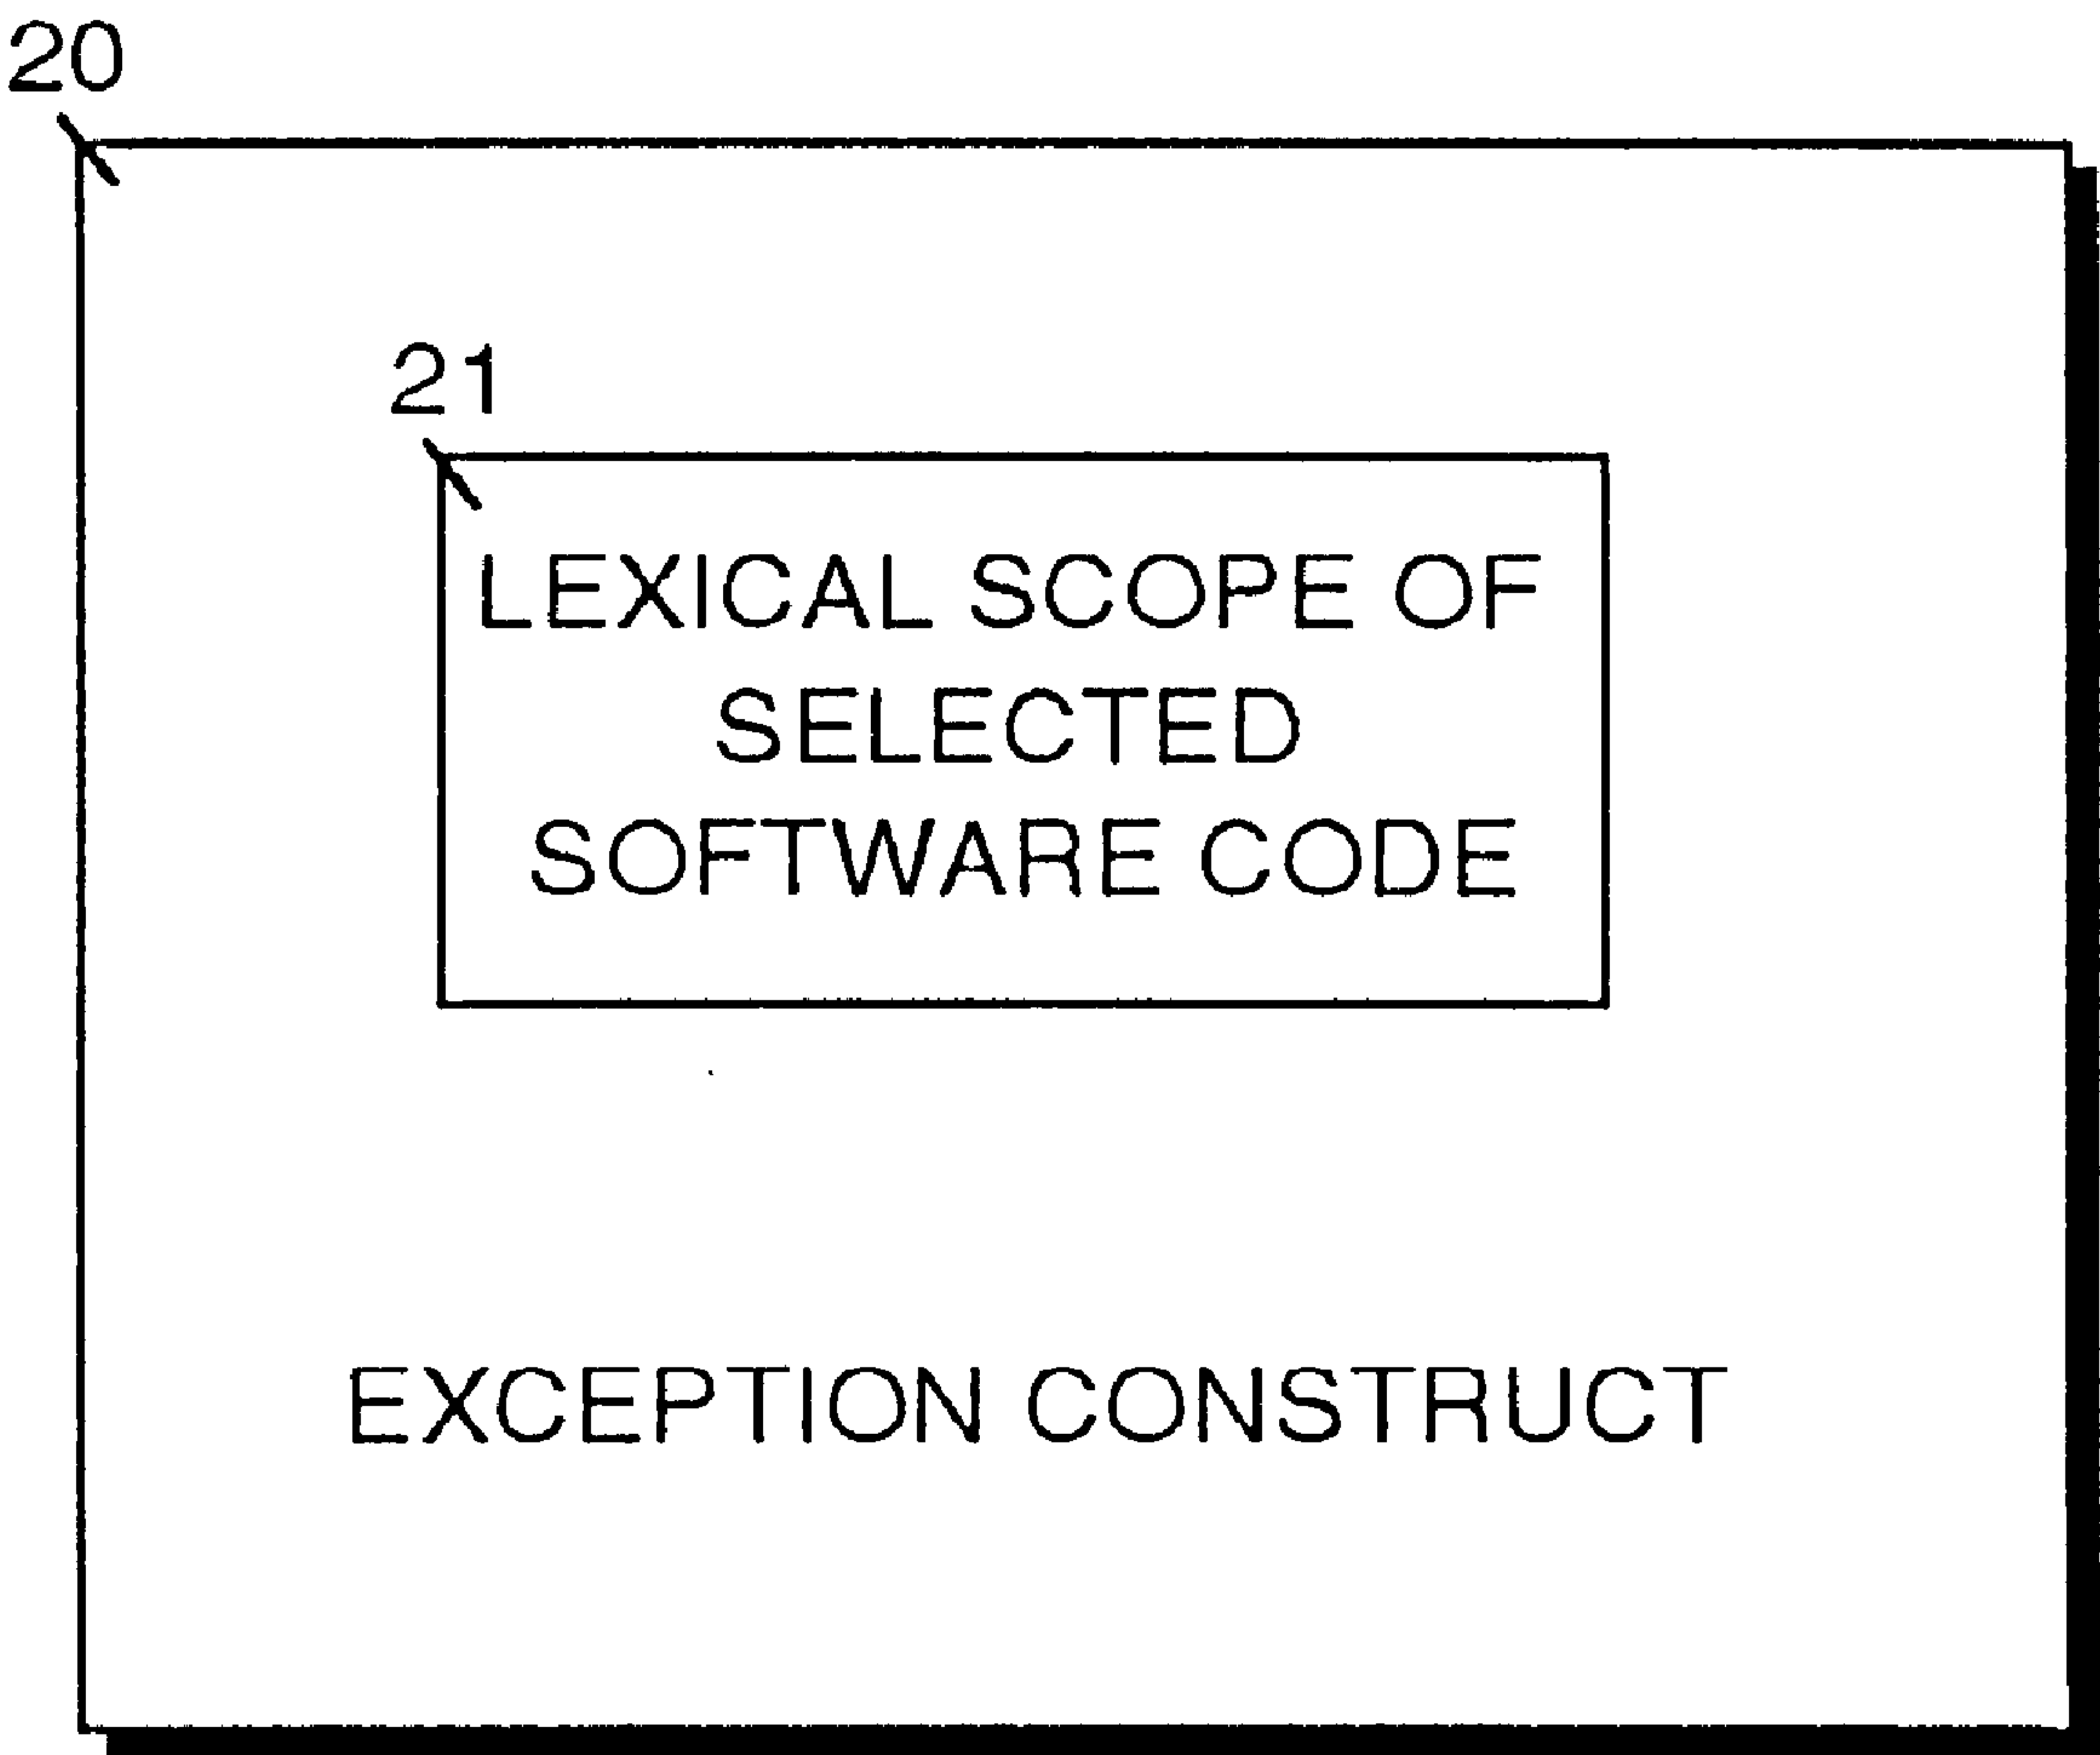 20
21
LEXICAL SCOPE OF
SELECTED
SOFTWARE CODE
EXCEPTION CONSTRUCT